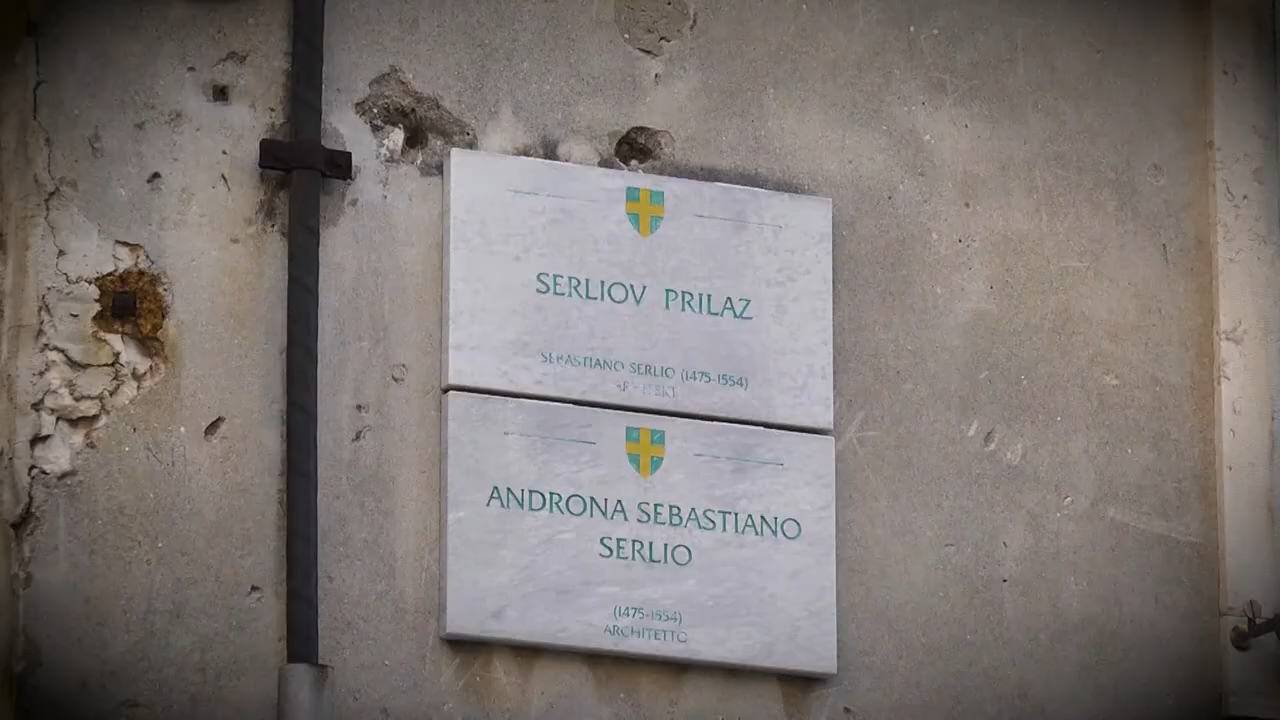 SERLIOV PRILAZ
SEBASTIANO SERLIO (1475-1554)
ANDRONA SEBASTIANO
SERLIO
(1475-1554)
ARCHITETTO